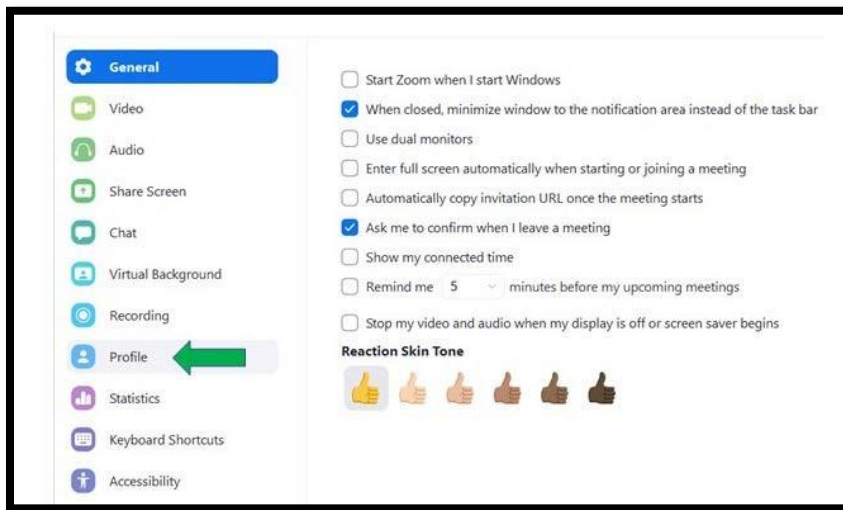 General
Video
Audio
Share Screen
Chat
Virtual Background
Recording
Profile
Statistics
Keyboard Shortcuts
Accessibility
Start Zoom when I start Windows
When closed, minimize window to the notification area instead of the task bar
Use dual monitors
Enter full screen automatically when starting or joining a meeting
Automatically copy invitation URL once the meeting starts
Ask me to confirm when I leave a meeting
Show my connected time
Remind me 5 minutes before my upcoming meetings
Stop my video and audio when my display is off or screen saver begins
Reaction Skin Tone